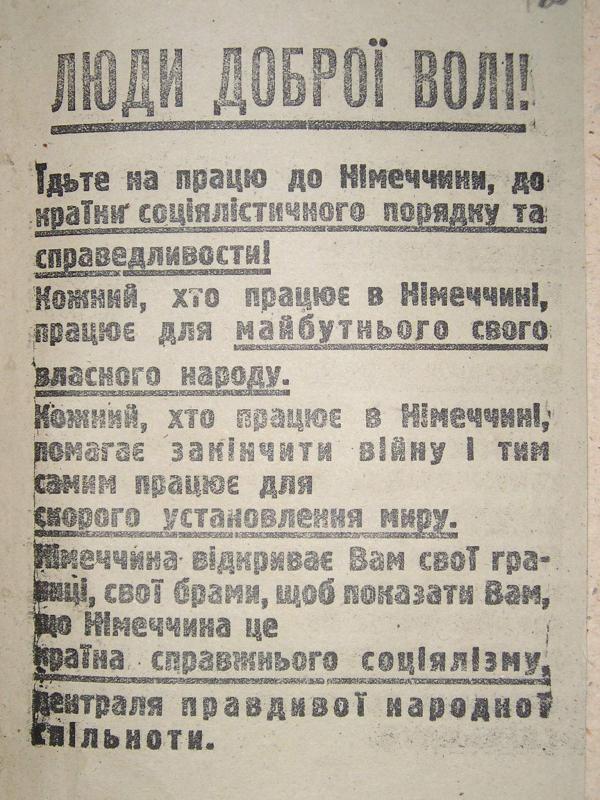 ЛЮДИ ДОБРОЇ ВОЛІ!
Їдьте на працю до Німеччини, до
країни соціялістичного порядку та
справедливости!
Кожний, хто працює в Німеччині,
працює для майбутнього свого
власного народу.
Кожний, хто працює в Німеччині,
помагає закінчити війну і тим
самим працює для
скорого установлення миру.
Німеччина відкриває Вам свої гра-
ниці, свої брами, щоб показати Вам,
що Німеччина це
країна справжнього соціялізму,
централя правдивої народної
спільноти.